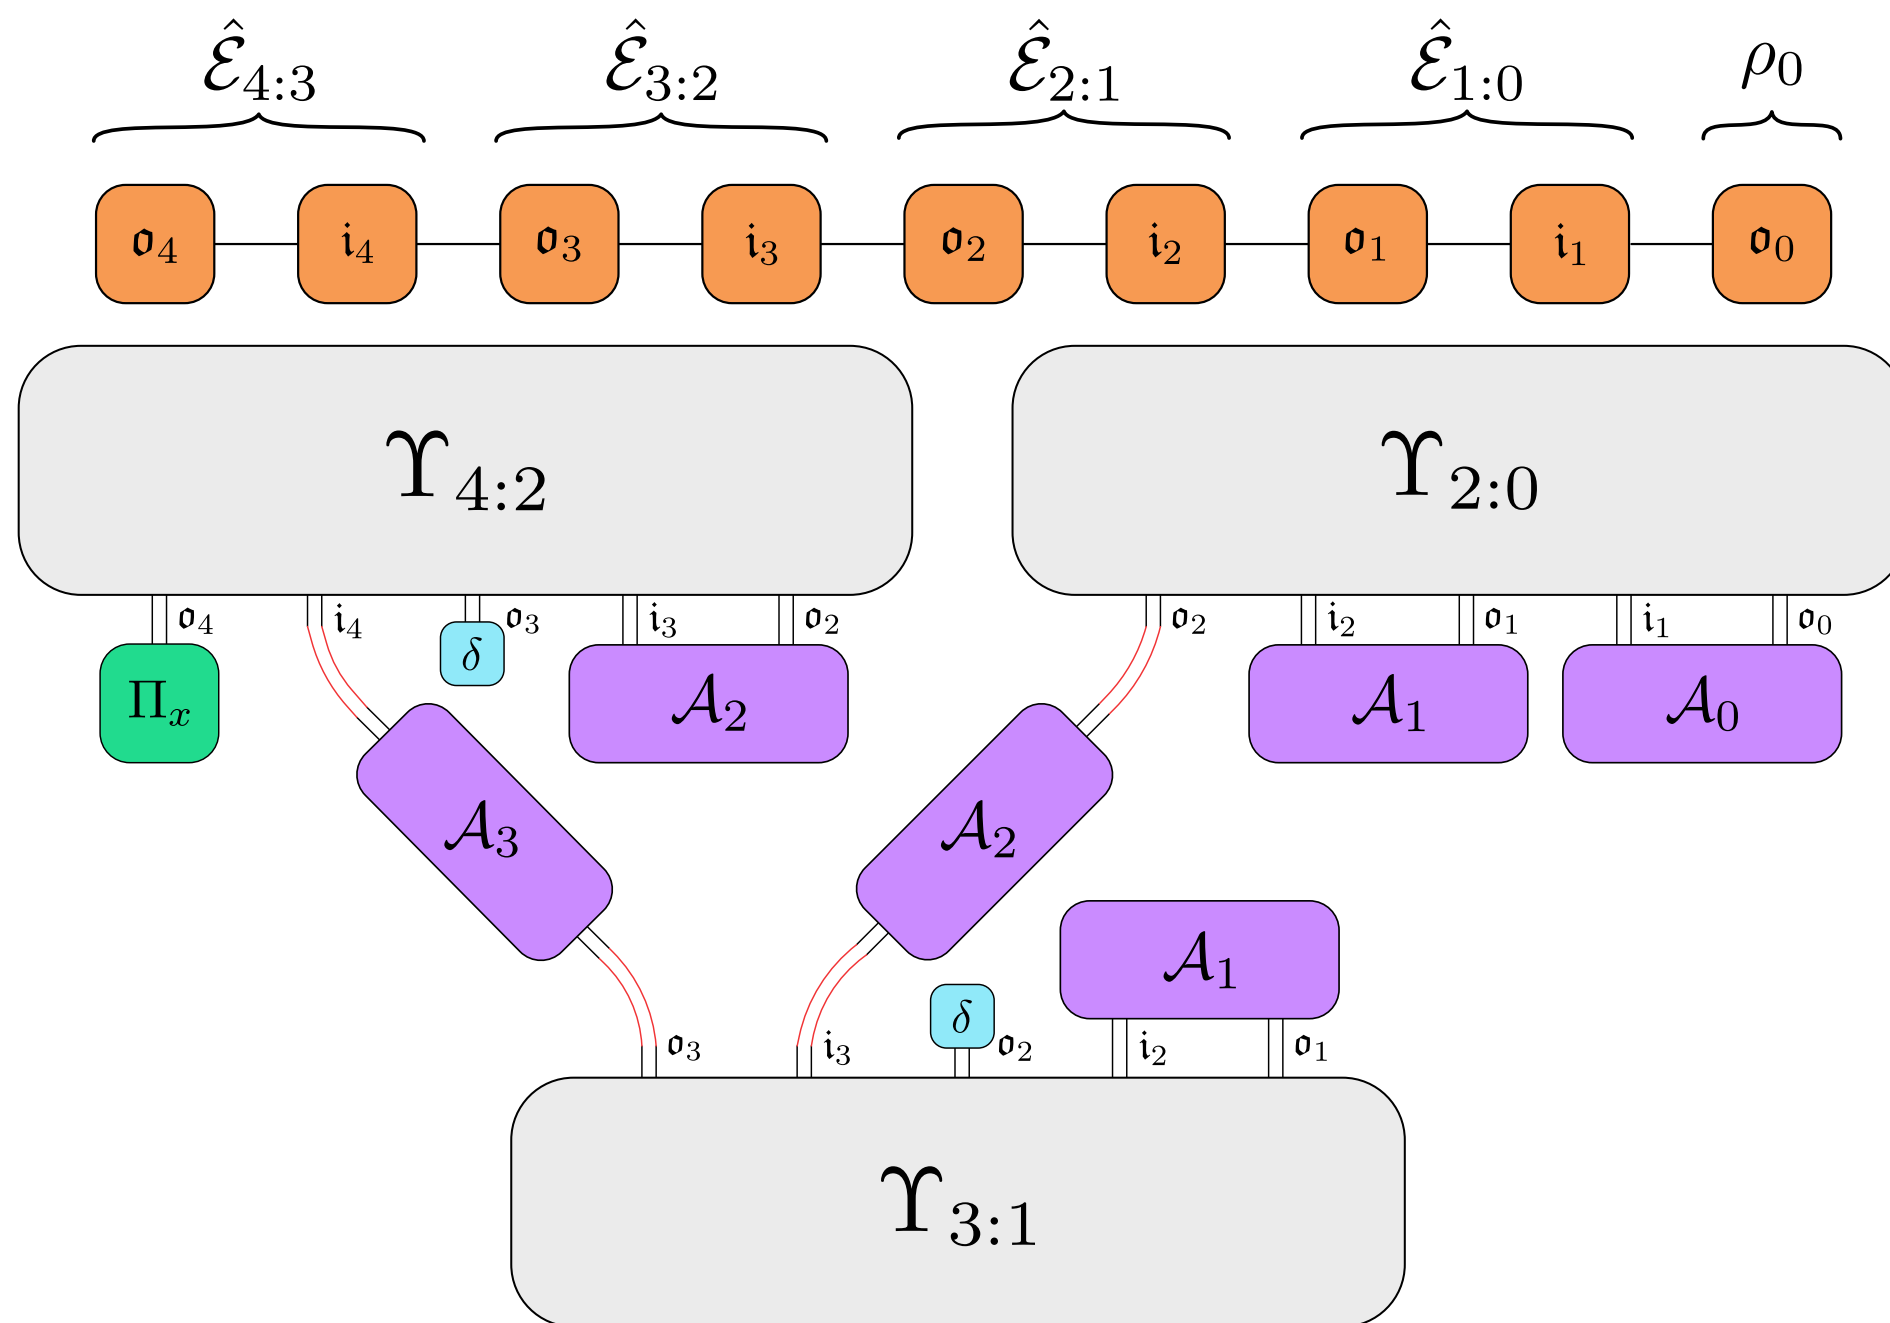 ℰ̂₄:₃ ℰ̂₃:₂ ℰ̂₂:₁ ℰ̂₁:₀ ρ₀
𝔬₄ 𝔦₄ 𝔬₃ 𝔦₃ 𝔬₂ 𝔦₂ 𝔬₁ 𝔦₁ 𝔬₀
ϒ₄:₂ ϒ₂:₀
𝔬₄ 𝔦₄ 𝔬₃ 𝔦₃ 𝔬₂ 𝔬₂ 𝔦₂ 𝔬₁ 𝔦₁ 𝔬₀
Πₓ δ 𝒜₂ 𝒜₁ 𝒜₀
𝒜₃ 𝒜₂
𝒜₁
δ
𝔬₃ 𝔦₃ 𝔬₂ 𝔦₂ 𝔬₁
ϒ₃:₁